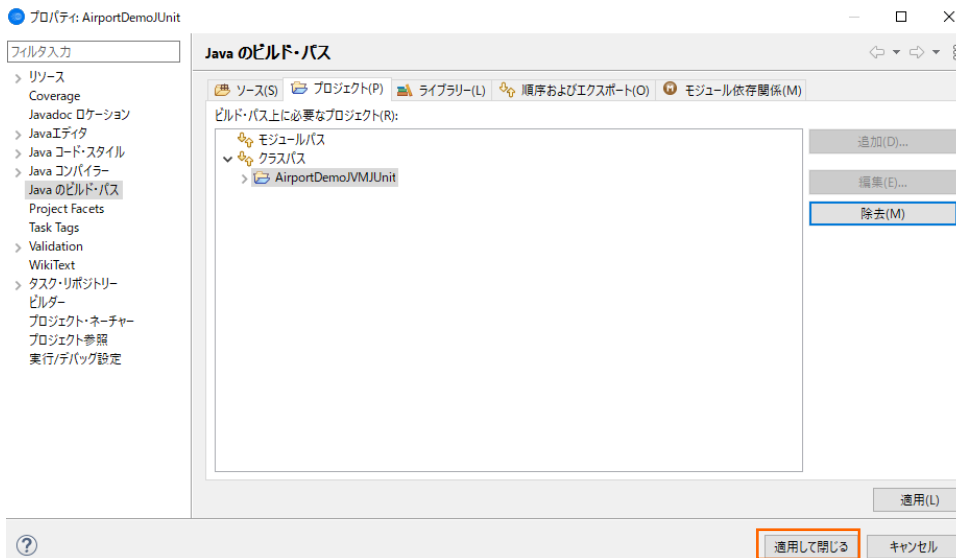 プロパティ: AirportDemoJUnit
フィルタ入力
リソース
Coverage
Javadoc ロケーション
Javaエディタ
Java コード・スタイル
Java コンパイラー
Java のビルド・パス
Project Facets
Task Tags
Validation
WikiText
タスク・リポジトリー
ビルダー
プロジェクト・ネーチャー
プロジェクト参照
実行/デバッグ設定
Java のビルド・パス
ソース(S) プロジェクト(P) ライブラリー(L) 順序およびエクスポート(O) モジュール依存関係(M)
ビルド・パス上に必要なプロジェクト(R):
モジュールパス
クラスパス
AirportDemoJVMJUnit
追加(D)...
編集(E)...
除去(M)
適用(L)
適用して閉じる
キャンセル